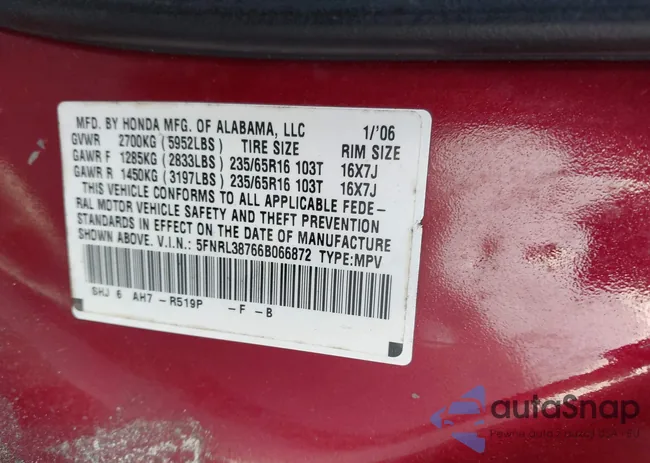 MFD. BY HONDA MFG. OF ALABAMA, LLC 1/'06
GVWR 2700KG (5952LBS) TIRE SIZE RIM SIZE
GAWR F 1285KG (2833LBS) 235/65R16 103T 16X7J
GAWR R 1450KG (3197LBS) 235/65R16 103T 16X7J
THIS VEHICLE CONFORMS TO ALL APPLICABLE FEDE-
RAL MOTOR VEHICLE SAFETY AND THEFT PREVENTION
STANDARDS IN EFFECT ON THE DATE OF MANUFACTURE
SHOWN ABOVE. V.I.N.: 5FNRL38766B066872 TYPE:MPV
SHJ 6 AH7 -R519P -F -B
autoSnap